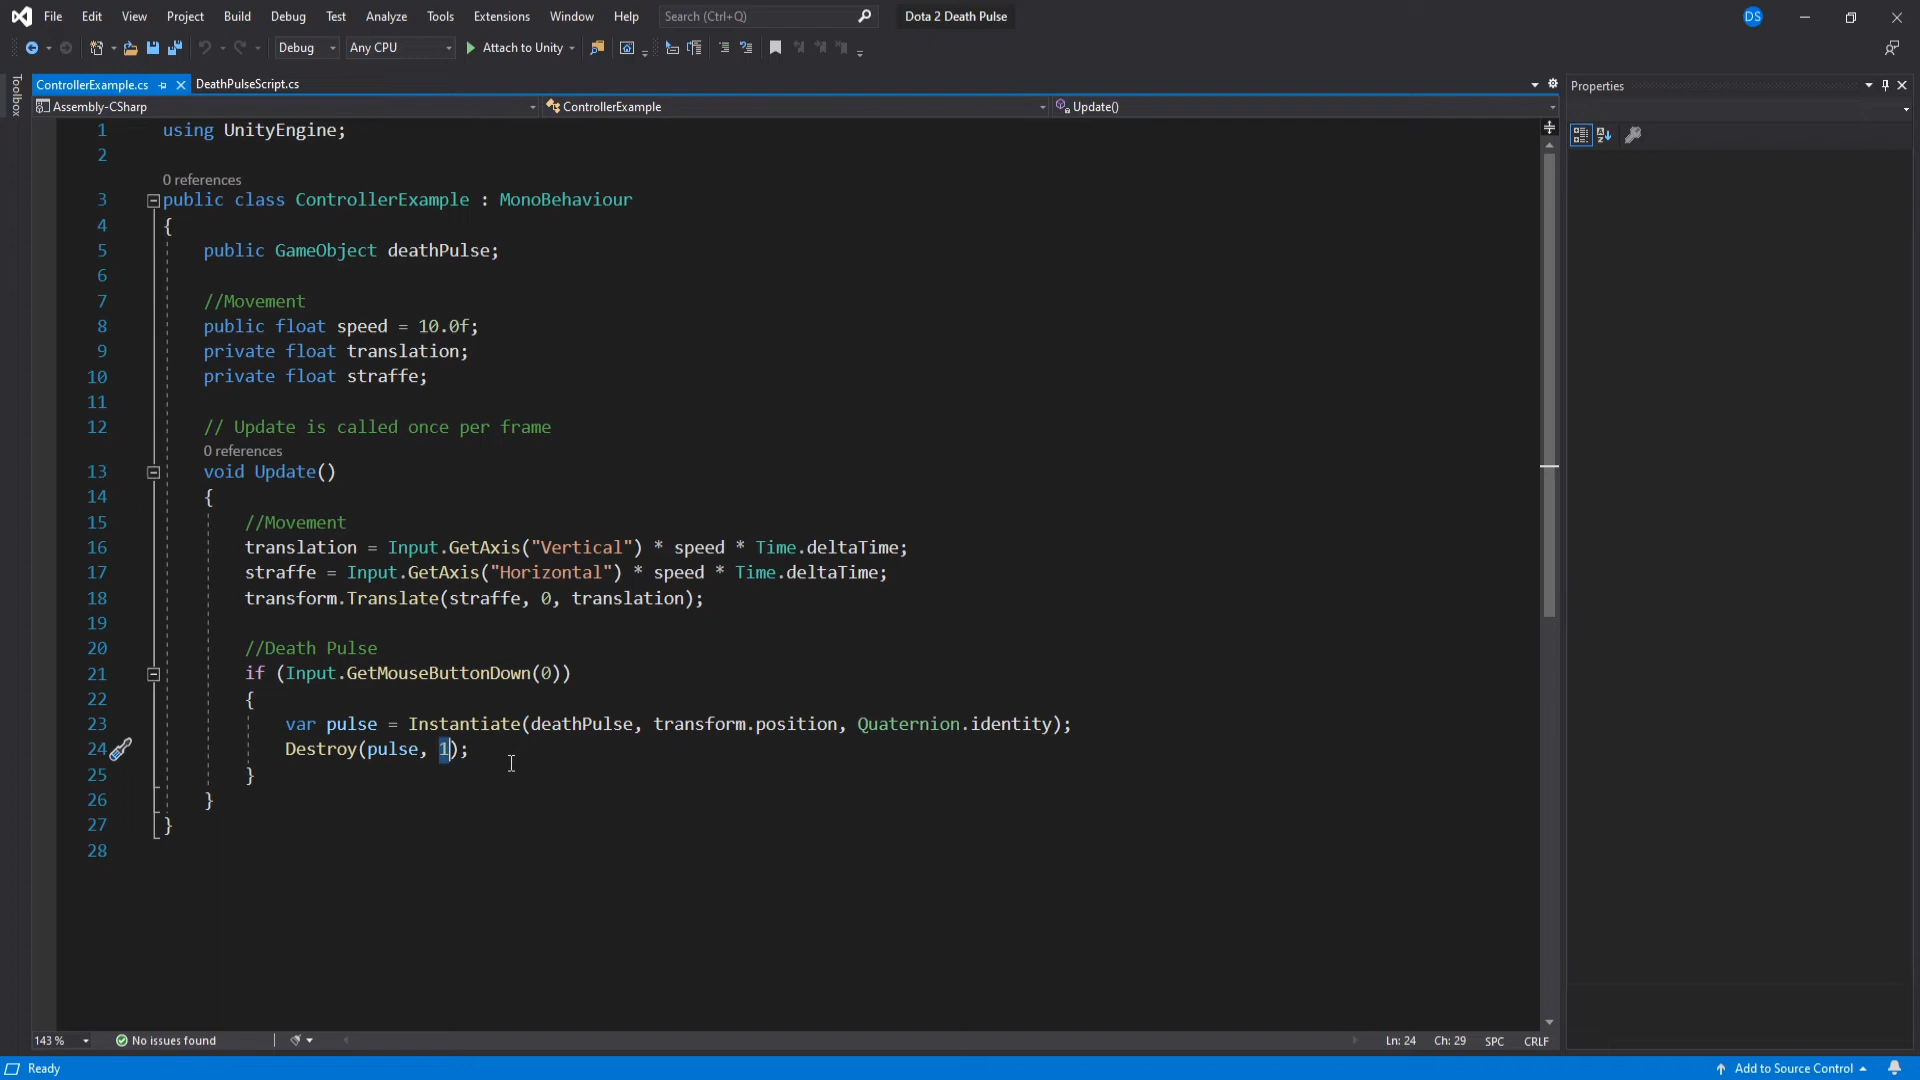 File Edit View Project Build Debug Test Analyze Tools Extensions Window Help Search (Ctrl+Q) Dota 2 Death Pulse DS
Debug Any CPU Attach to Unity
Toolbox
ControllerExample.cs DeathPulseScript.cs
Assembly-CSharp ControllerExample Update()
Properties
1 using UnityEngine;
2
0 references
3 public class ControllerExample : MonoBehaviour
4 {
5 public GameObject deathPulse;
6
7 //Movement
8 public float speed = 10.0f;
9 private float translation;
10 private float straffe;
11
12 // Update is called once per frame
0 references
13 void Update()
14 {
15 //Movement
16 translation = Input.GetAxis("Vertical") * speed * Time.deltaTime;
17 straffe = Input.GetAxis("Horizontal") * speed * Time.deltaTime;
18 transform.Translate(straffe, 0, translation);
19
20 //Death Pulse
21 if (Input.GetMouseButtonDown(0))
22 {
23 var pulse = Instantiate(deathPulse, transform.position, Quaternion.identity);
24 Destroy(pulse, 1);
25 }
26 }
27 }
28
143 % No issues found Ln: 24 Ch: 29 SPC CRLF
Ready Add to Source Control